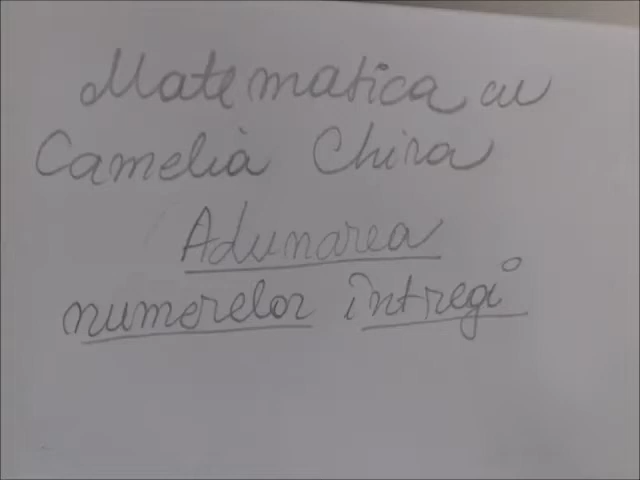 Matematica cu
Camelia Chira
Adunarea
numerelor întregi